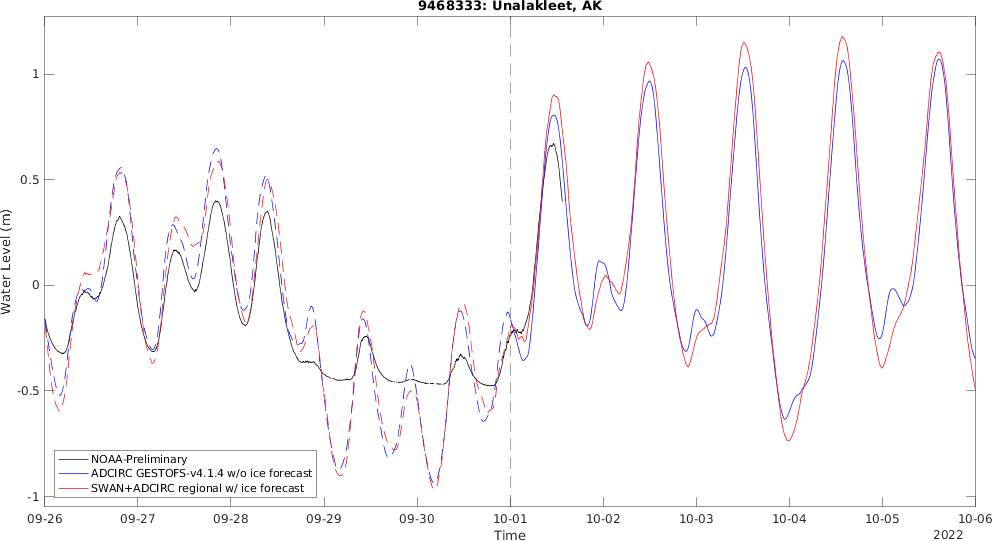 9468333: Unalakleet, AK
Water Level (m)
1
0.5
0
-0.5
-1
NOAA-Preliminary
ADCIRC GESTOFS-v4.1.4 w/o ice forecast
SWAN+ADCIRC regional w/ ice forecast
09-26 09-27 09-28 09-29 09-30 10-01 10-02 10-03 10-04 10-05 10-06
Time
2022